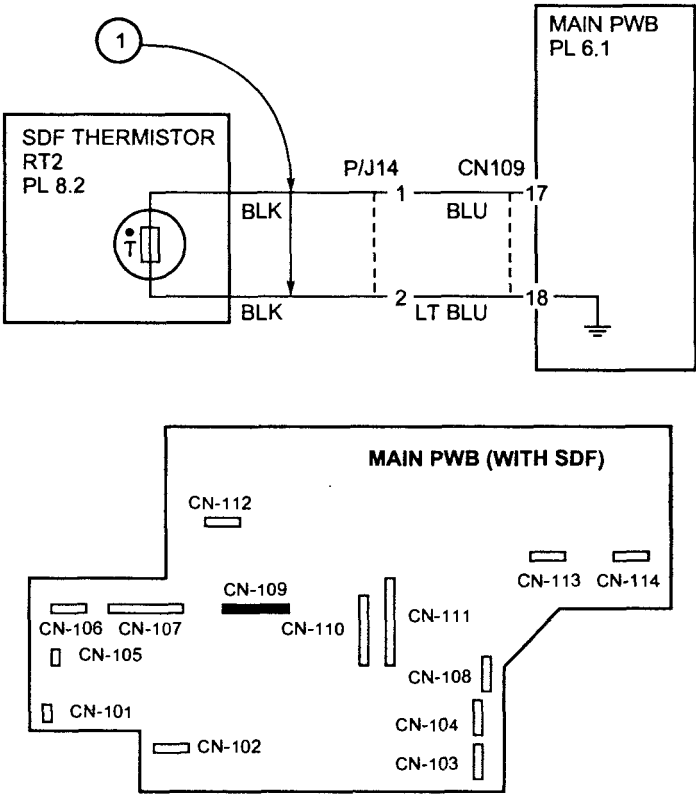 MAIN PWB
PL 6.1
1
SDF THERMISTOR
RT2
PL 8.2
P/J14
CN109
1
17
BLK
BLU
T
2
18
BLK
LT BLU
MAIN PWB (WITH SDF)
CN-112
CN-113
CN-114
CN-109
CN-106
CN-107
CN-110
CN-111
CN-105
CN-108
CN-101
CN-104
CN-102
CN-103